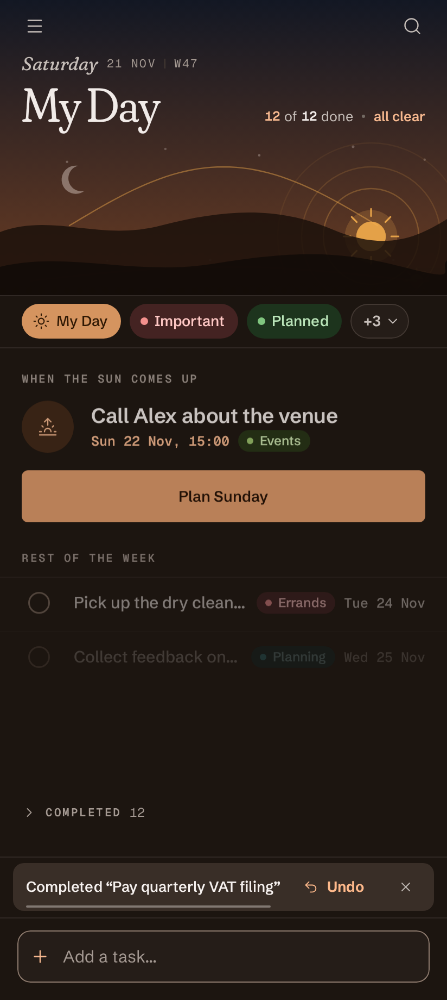 Saturday 21 NOV W47
My Day
12 of 12 done • all clear
My Day Important Planned +3
WHEN THE SUN COMES UP
Call Alex about the venue
Sun 22 Nov, 15:00 Events
Plan Sunday
REST OF THE WEEK
Pick up the dry clean… Errands Tue 24 Nov
Collect feedback on… Planning Wed 25 Nov
COMPLETED 12
Completed “Pay quarterly VAT filing” Undo
Add a task…